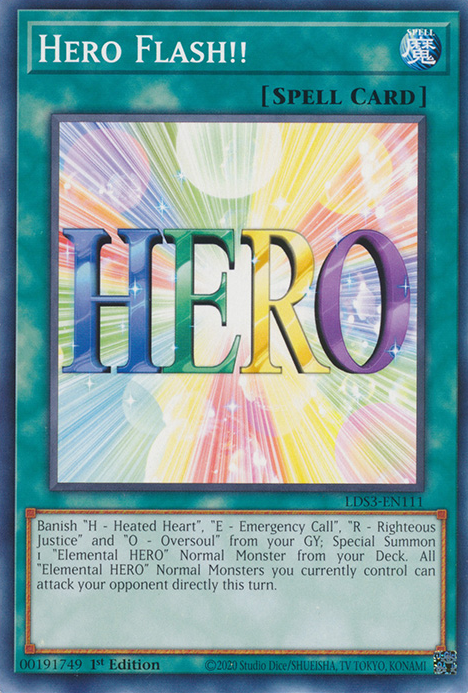 Hero Flash!!
SPELL
魔
[Spell Card]
HERO
LDS3-EN111
Banish "H - Heated Heart", "E - Emergency Call", "R - Righteous
Justice" and "O - Oversoul" from your GY; Special Summon
1 "Elemental HERO" Normal Monster from your Deck. All
"Elemental HERO" Normal Monsters you currently control can
attack your opponent directly this turn.
00191749 1st Edition ©2020 Studio Dice/SHUEISHA, TV TOKYO, KONAMI